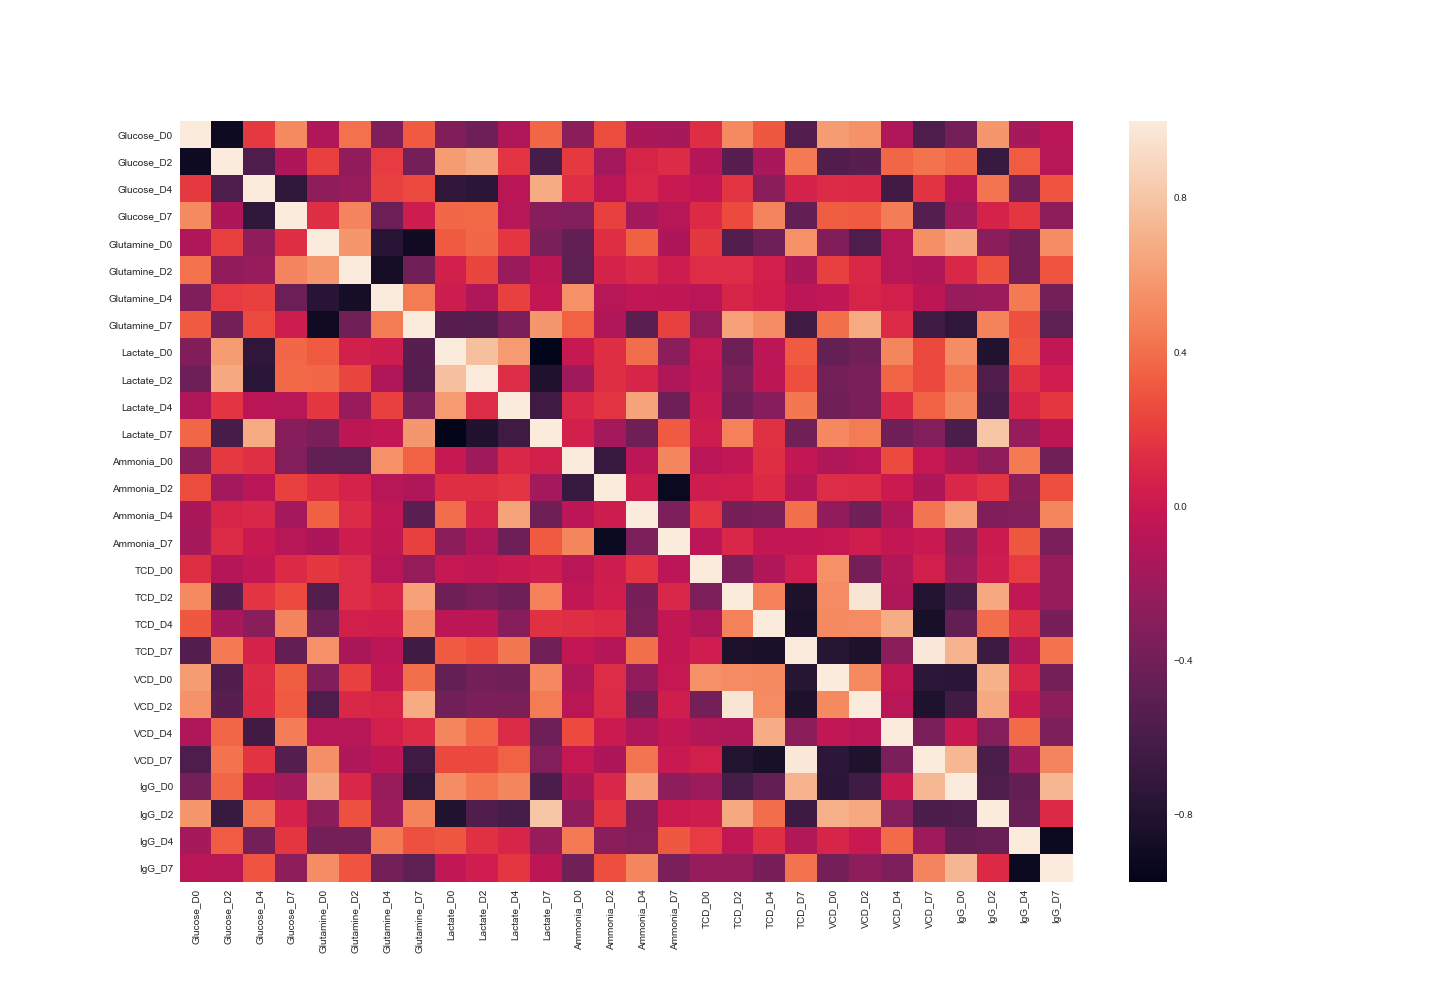 Glucose_D0
Glucose_D2
Glucose_D4
Glucose_D7
Glutamine_D0
Glutamine_D2
Glutamine_D4
Glutamine_D7
Lactate_D0
Lactate_D2
Lactate_D4
Lactate_D7
Ammonia_D0
Ammonia_D2
Ammonia_D4
Ammonia_D7
TCD_D0
TCD_D2
TCD_D4
TCD_D7
VCD_D0
VCD_D2
VCD_D4
VCD_D7
IgG_D0
IgG_D2
IgG_D4
IgG_D7
Glucose_D0
Glucose_D2
Glucose_D4
Glucose_D7
Glutamine_D0
Glutamine_D2
Glutamine_D4
Glutamine_D7
Lactate_D0
Lactate_D2
Lactate_D4
Lactate_D7
Ammonia_D0
Ammonia_D2
Ammonia_D4
Ammonia_D7
TCD_D0
TCD_D2
TCD_D4
TCD_D7
VCD_D0
VCD_D2
VCD_D4
VCD_D7
IgG_D0
IgG_D2
IgG_D4
IgG_D7
0.8
0.4
0.0
−0.4
−0.8